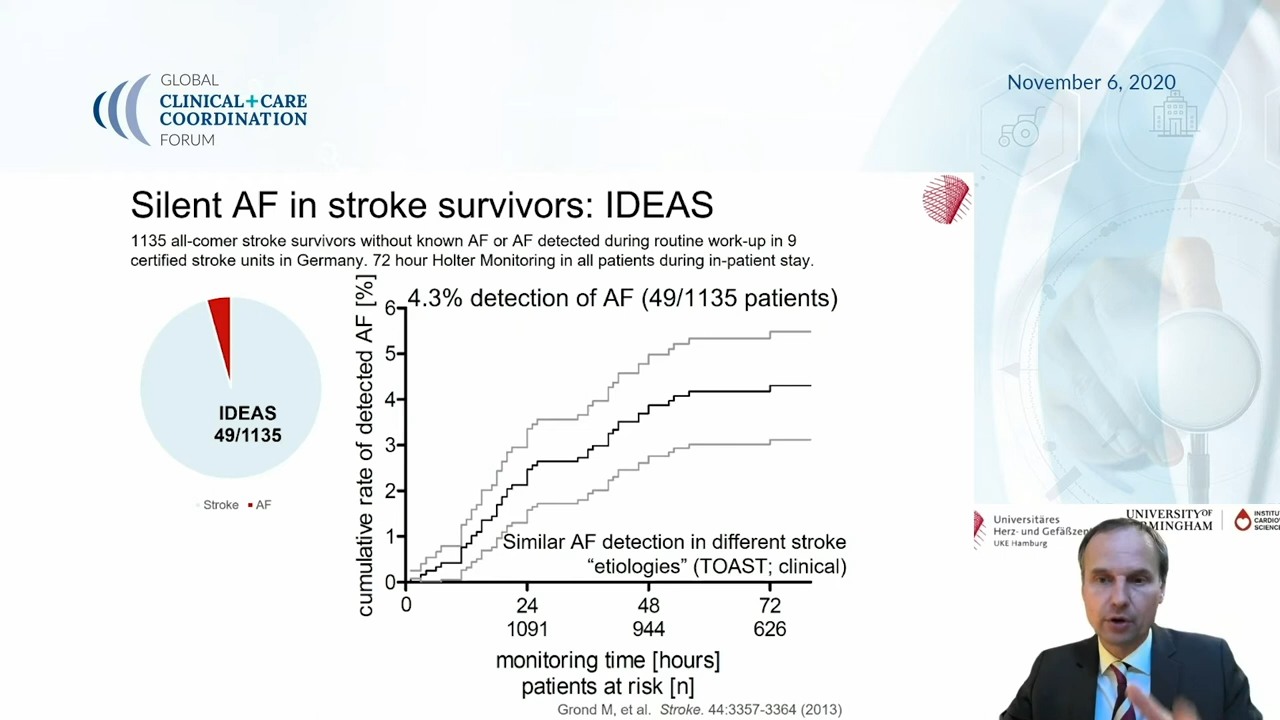 GLOBAL
CLINICAL+CARE
COORDINATION
FORUM
November 6, 2020
Silent AF in stroke survivors: IDEAS
1135 all-comer stroke survivors without known AF or AF detected during routine work-up in 9
certified stroke units in Germany. 72 hour Holter Monitoring in all patients during in-patient stay.
4.3% detection of AF (49/1135 patients)
IDEAS
49/1135
Stroke AF
cumulative rate of detected AF [%]
6
5
4
3
2
1
0
Similar AF detection in different stroke
“etiologies” (TOAST; clinical)
0 24 48 72
1091 944 626
monitoring time [hours]
patients at risk [n]
Grond M, et al. Stroke. 44:3357-3364 (2013)
Universitäres
Herz- und
UKE Hamburg
UNIVERSITY OF